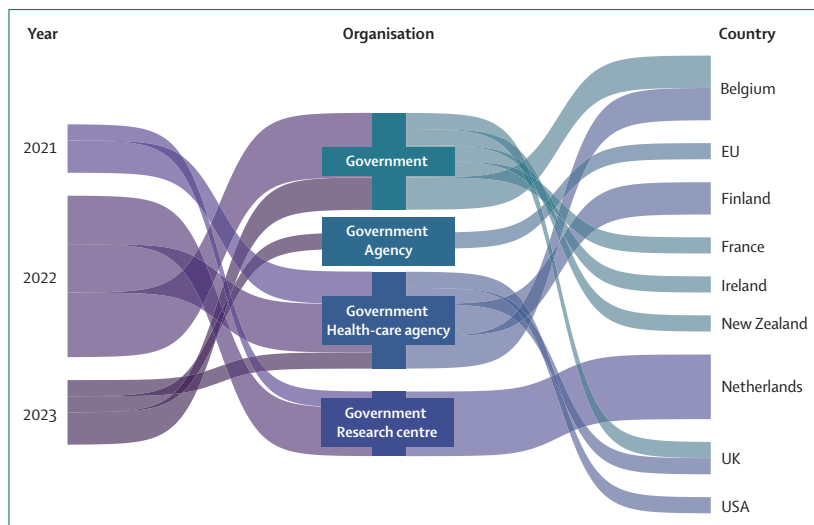 Year
Organisation
Country
2021
2022
2023
Government
Government
Agency
Government
Health-care agency
Government
Research centre
Belgium
EU
Finland
France
Ireland
New Zealand
Netherlands
UK
USA